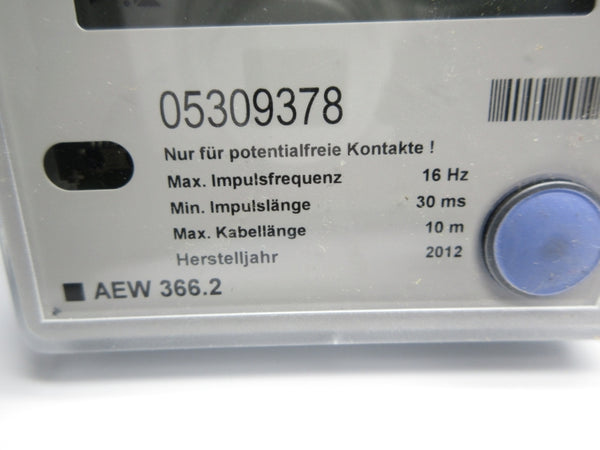 05309378
Nur für potentialfreie Kontakte !
Max. Impulsfrequenz 16 Hz
Min. Impulslänge 30 ms
Max. Kabellänge 10 m
Herstelljahr 2012
AEW 366.2